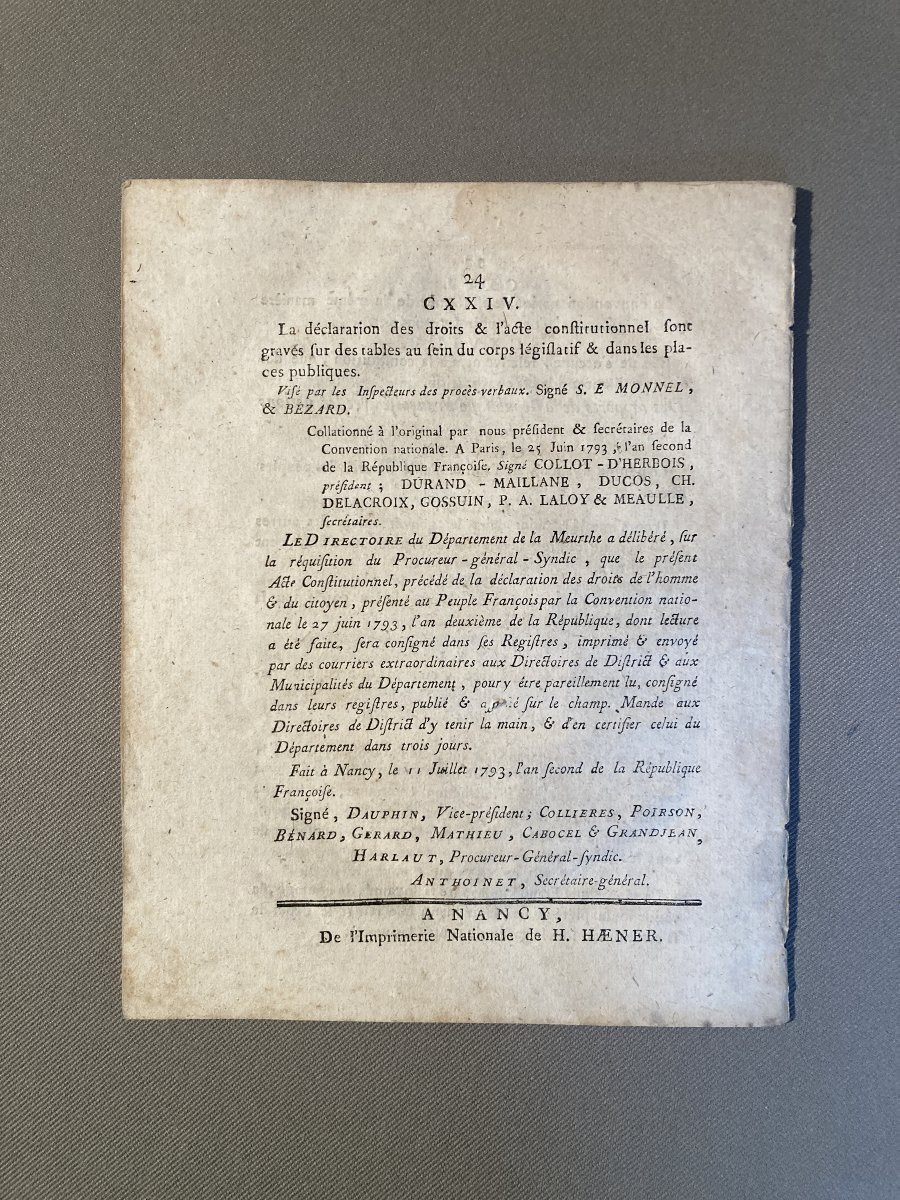 24
CXXIV.
La déclaration des droits & l'acte conſtitutionnel ſont
gravés ſur des tables au ſein du corps légiſlatif & dans les pla-
ces publiques.
Viſé par les Inſpecteurs des procès verbaux. Signé S. E MONNEL,
& BEZARD.
Collationné à l'original par nous préſident & ſecrétaires de la
Convention nationale. A Paris, le 25 Juin 1793, l'an ſecond
de la République Françoiſe. Signé COLLOT-D'HERBOIS,
préſident; DURAND-MAILLANE, DUCOS, CH.
DELACROIX, GOSSUIN, P. A. LALOY & MEAULLE,
ſecrétaires.
LE DIRECTOIRE du Département de la Meurthe a délibéré, ſur
la réquiſition du Procureur-général-Syndic, que le préſent
Acte Conſtitutionnel, précédé de la déclaration des droits de l'homme
& du citoyen, préſenté au Peuple François par la Convention natio-
nale le 27 juin 1793, l'an deuxième de la République, dont lecture
a été faite, ſera conſigné dans ſes Regiſtres, imprimé & envoyé
par des courriers extraordinaires aux Directoires de Diſtrict & aux
Municipalités du Département, pour y être pareillement lu, conſigné
dans leurs regiſtres, publié & ſur le champ. Mande aux
Directoires de Diſtrict d'y tenir la main, & d'en certifier celui du
Département dans trois jours.
Fait à Nancy, le 11 Juillet 1793, l'an ſecond de la République
Françoiſe.
Signé, DAUPHIN, Vice-préſident; COLLIERES, POIRSON,
BÉNARD, GERARD, MATHIEU, CABOCEL & GRANDJEAN,
HARLAUT, Procureur-Général-ſyndic.
ANTHOINET, Secrétaire-général.
A NANCY,
De l'Imprimerie Nationale de H. HÆNER.